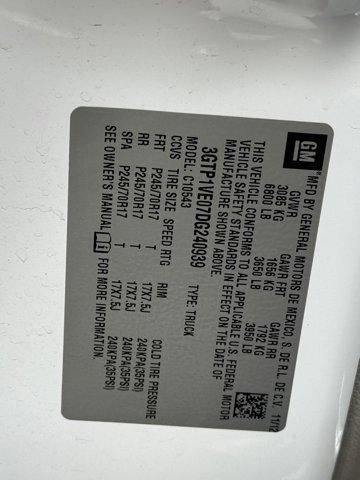 GM MFD BY GENERAL MOTORS DE MEXICO, S. DE R.L. DE C.V. 11/12
GVWR GAWR FRT GAWR RR
3085 KG 1656 KG 1792 KG
6800 LB 3650 LB 3950 LB
THIS VEHICLE CONFORMS TO ALL APPLICABLE U.S. FEDERAL MOTOR
VEHICLE SAFETY STANDARDS IN EFFECT ON THE DATE OF
MANUFACTURE SHOWN ABOVE.
3GTP1VE07DG240939 TYPE: TRUCK
MODEL: C10543
CCVS TIRE SIZE SPEED RTG RIM COLD TIRE PRESSURE
FRT P245/70R17 T 17X7.5J 240KPA(35PSI)
RR P245/70R17 T 17X7.5J 240KPA(35PSI)
SPA P245/70R17 T 17X7.5J 240KPA(35PSI)
SEE OWNER'S MANUAL FOR MORE INFORMATION.